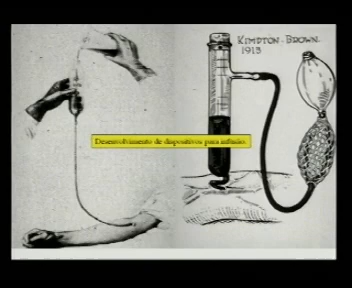 KIMPTON-BROWN.
1913
Desenvolvimento de dispositivos para infusão.